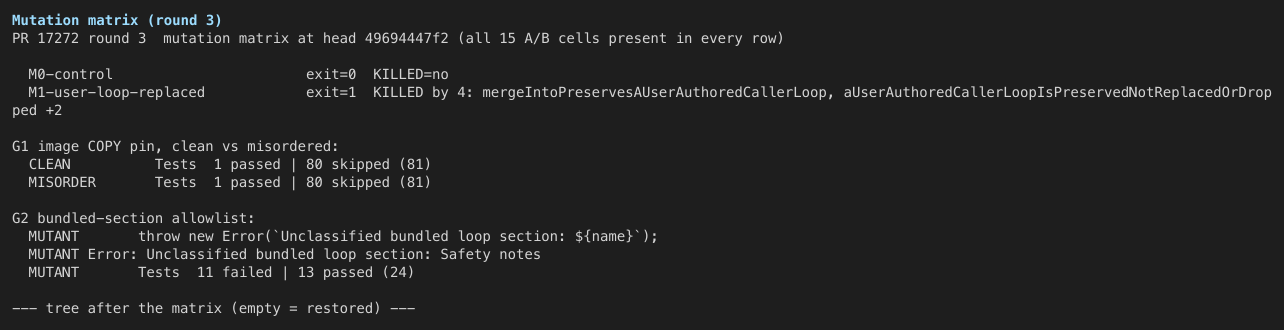 Mutation matrix (round 3)
PR 17272 round 3  mutation matrix at head 49694447f2 (all 15 A/B cells present in every row)
M0-control                       exit=0  KILLED=no
M1-user-loop-replaced            exit=1  KILLED by 4: mergeIntoPreservesAUserAuthoredCallerLoop, aUserAuthoredCallerLoopIsPreservedNotReplacedOrDrop
ped +2
G1 image COPY pin, clean vs misordered:
CLEAN          Tests  1 passed | 80 skipped (81)
MISORDER       Tests  1 passed | 80 skipped (81)
G2 bundled-section allowlist:
MUTANT       throw new Error(`Unclassified bundled loop section: ${name}`);
MUTANT Error: Unclassified bundled loop section: Safety notes
MUTANT       Tests  11 failed | 13 passed (24)
--- tree after the matrix (empty = restored) ---